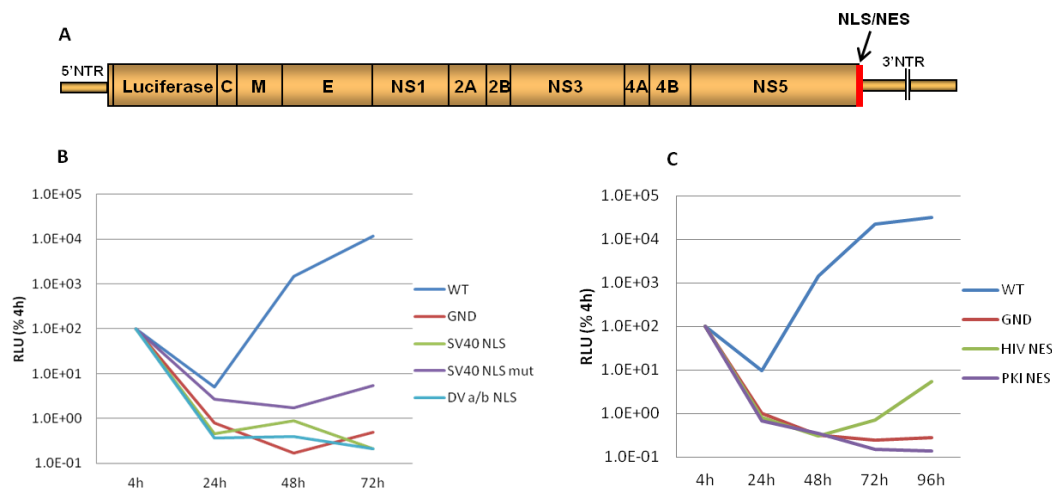 A
NLS/NES
5'NTR
3'NTR
Luciferase C M E NS1 2A 2B NS3 4A 4B NS5
B
1.0E+05
1.0E+04
1.0E+03
1.0E+02
1.0E+01
1.0E+00
1.0E-01
RLU (% 4h)
4h 24h 48h 72h
WT
GND
SV40 NLS
SV40 NLS mut
DV a/b NLS
C
1.0E+05
1.0E+04
1.0E+03
1.0E+02
1.0E+01
1.0E+00
1.0E-01
RLU (% 4h)
4h 24h 48h 72h 96h
WT
GND
HIV NES
PKI NES